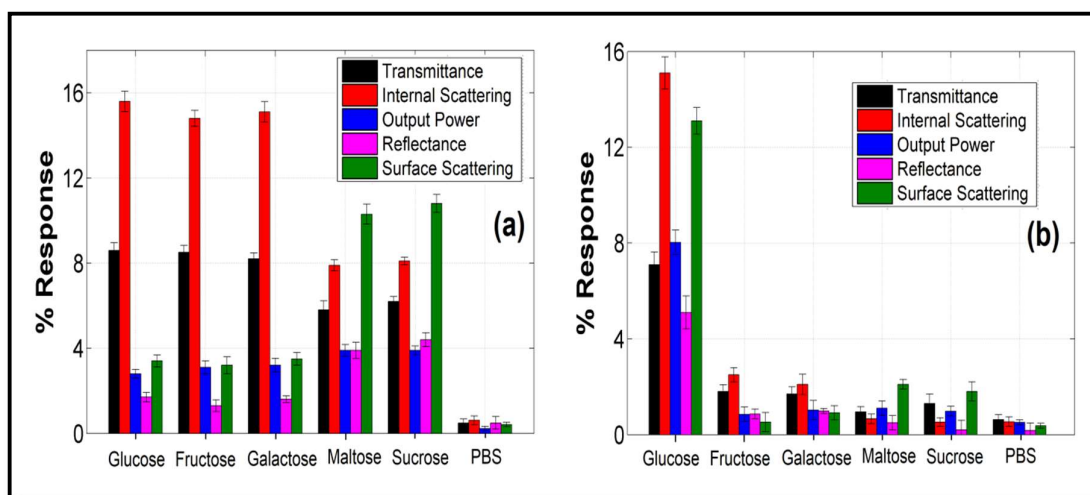 16
12
8
4
0
% Response
Transmittance
Internal Scattering
Output Power
Reflectance
Surface Scattering
(a)
Glucose Fructose Galactose Maltose Sucrose PBS
16
12
8
4
0
% Response
Transmittance
Internal Scattering
Output Power
Reflectance
Surface Scattering
(b)
Glucose Fructose Galactose Maltose Sucrose PBS